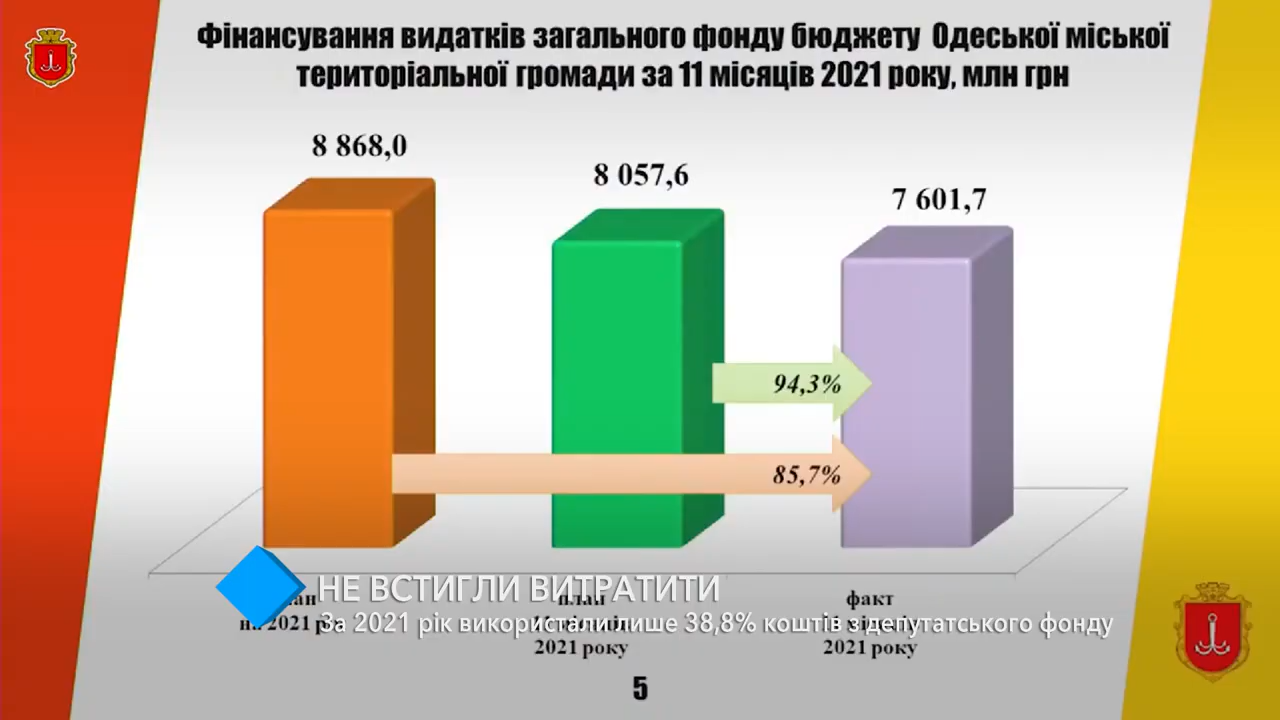 Фінансування видатків загального фонду бюджету Одеської міської
територіальної громади за 11 місяців 2021 року, млн грн
8 868,0
8 057,6
7 601,7
94,3%
85,7%
НЕ ВСТИГЛИ ВИТРАТИТИ
За 2021 рік використали лише 38,8% коштів з депутатського фонду
план
факт
2021
2021 року
2021 року
5